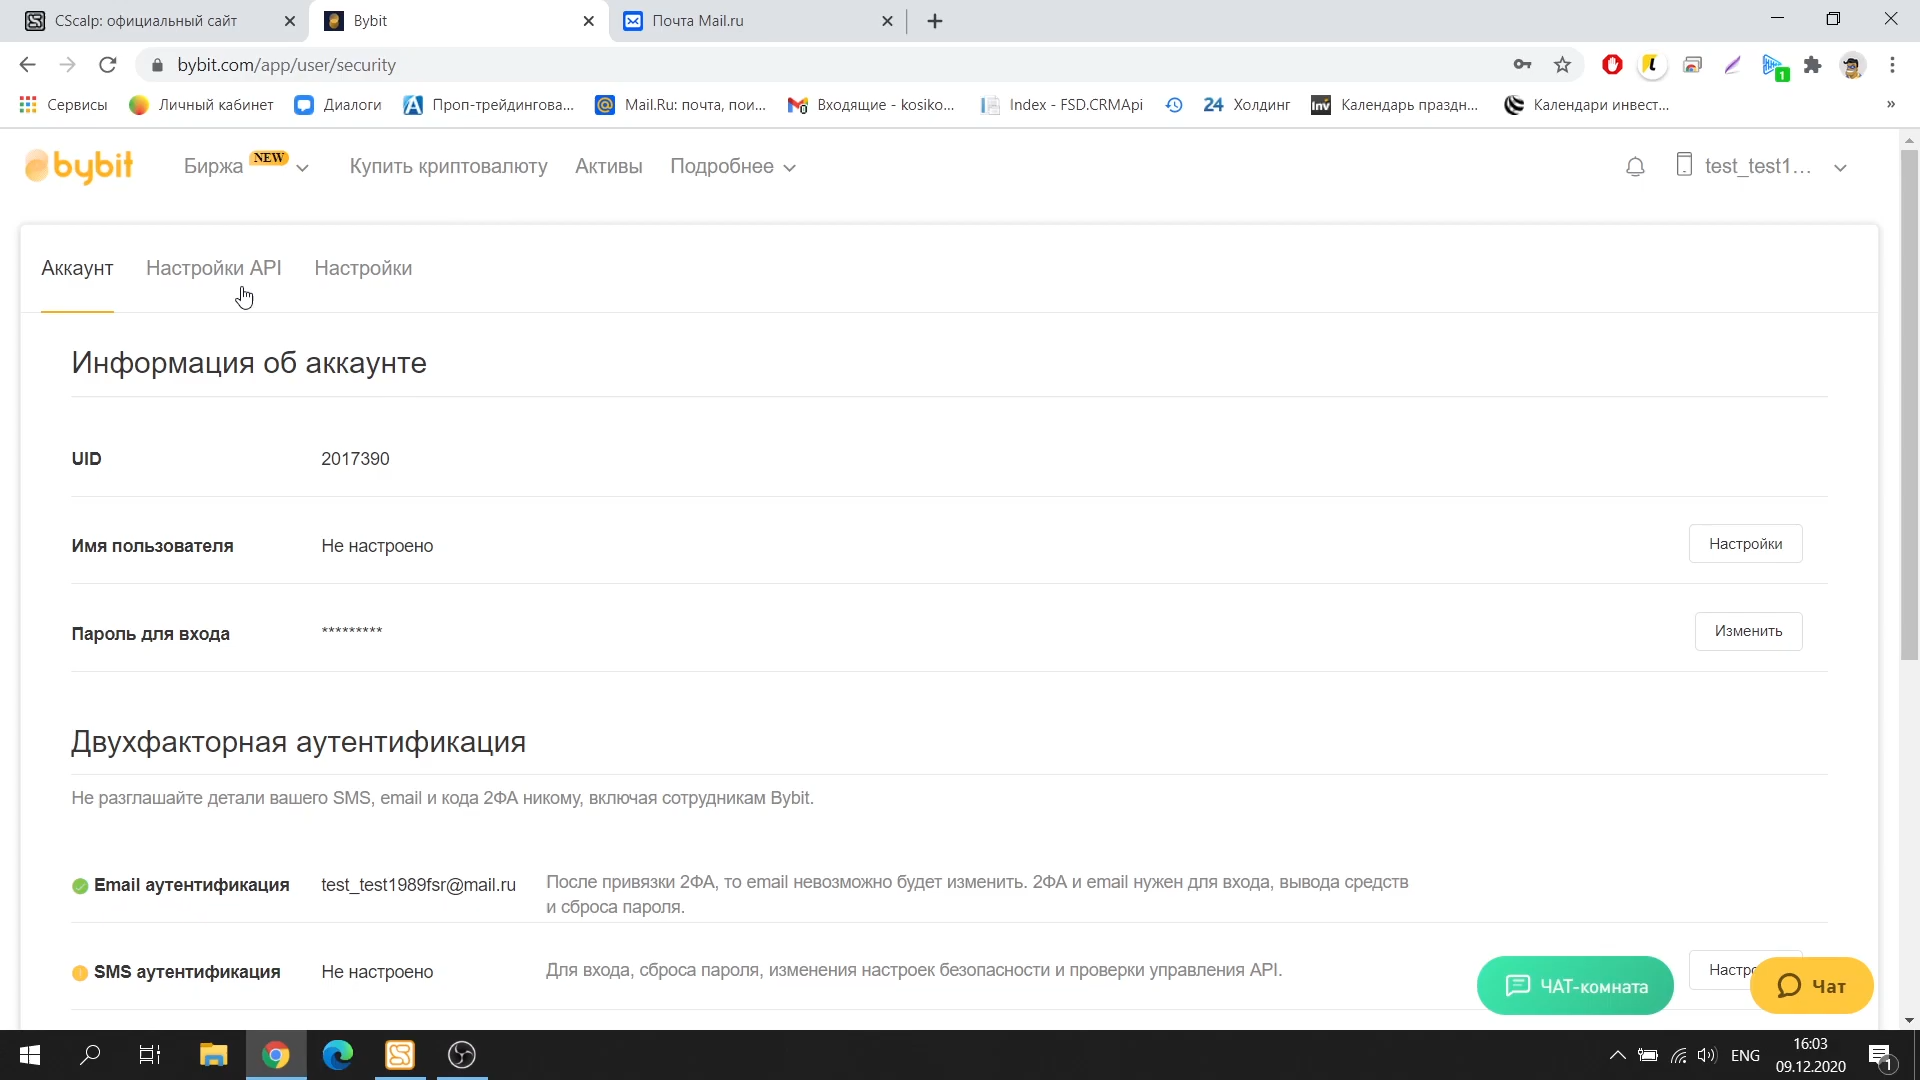 CScalp: официальный сайт
Bybit
Почта Mail.ru
bybit.com/app/user/security
Сервисы
Личный кабинет
Диалоги
Проп-трейдингова...
Mail.Ru: почта, пои...
Входящие - kosiko...
Index - FSD.CRMApi
24 Холдинг
Inv Календарь праздн...
Календари инвест...
»
bybit
Биржа NEW
Купить криптовалюту
Активы
Подробнее
test_test1...
Аккаунт
Настройки API
Настройки
Информация об аккаунте
UID 2017390
Имя пользователя Не настроено Настройки
Пароль для входа ********* Изменить
Двухфакторная аутентификация
Не разглашайте детали вашего SMS, email и кода 2ФА никому, включая сотрудникам Bybit.
Email аутентификация test_test1989fsr@mail.ru После привязки 2ФА, то email невозможно будет изменить. 2ФА и email нужен для входа, вывода средств
и сброса пароля.
SMS аутентификация Не настроено Для входа, сброса пароля, изменения настроек безопасности и проверки управления API.
ЧАТ-комната
Настро
Чат
ENG
16:03
09.12.2020
1